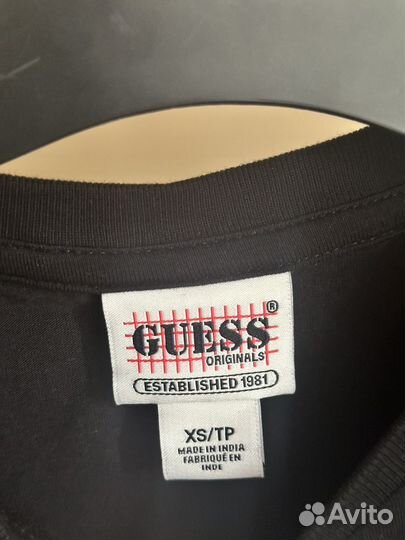 GUESS®
ORIGINALS
ESTABLISHED 1981
XS/TP
MADE IN INDIA
FABRIQUÉ EN
INDE
Avito